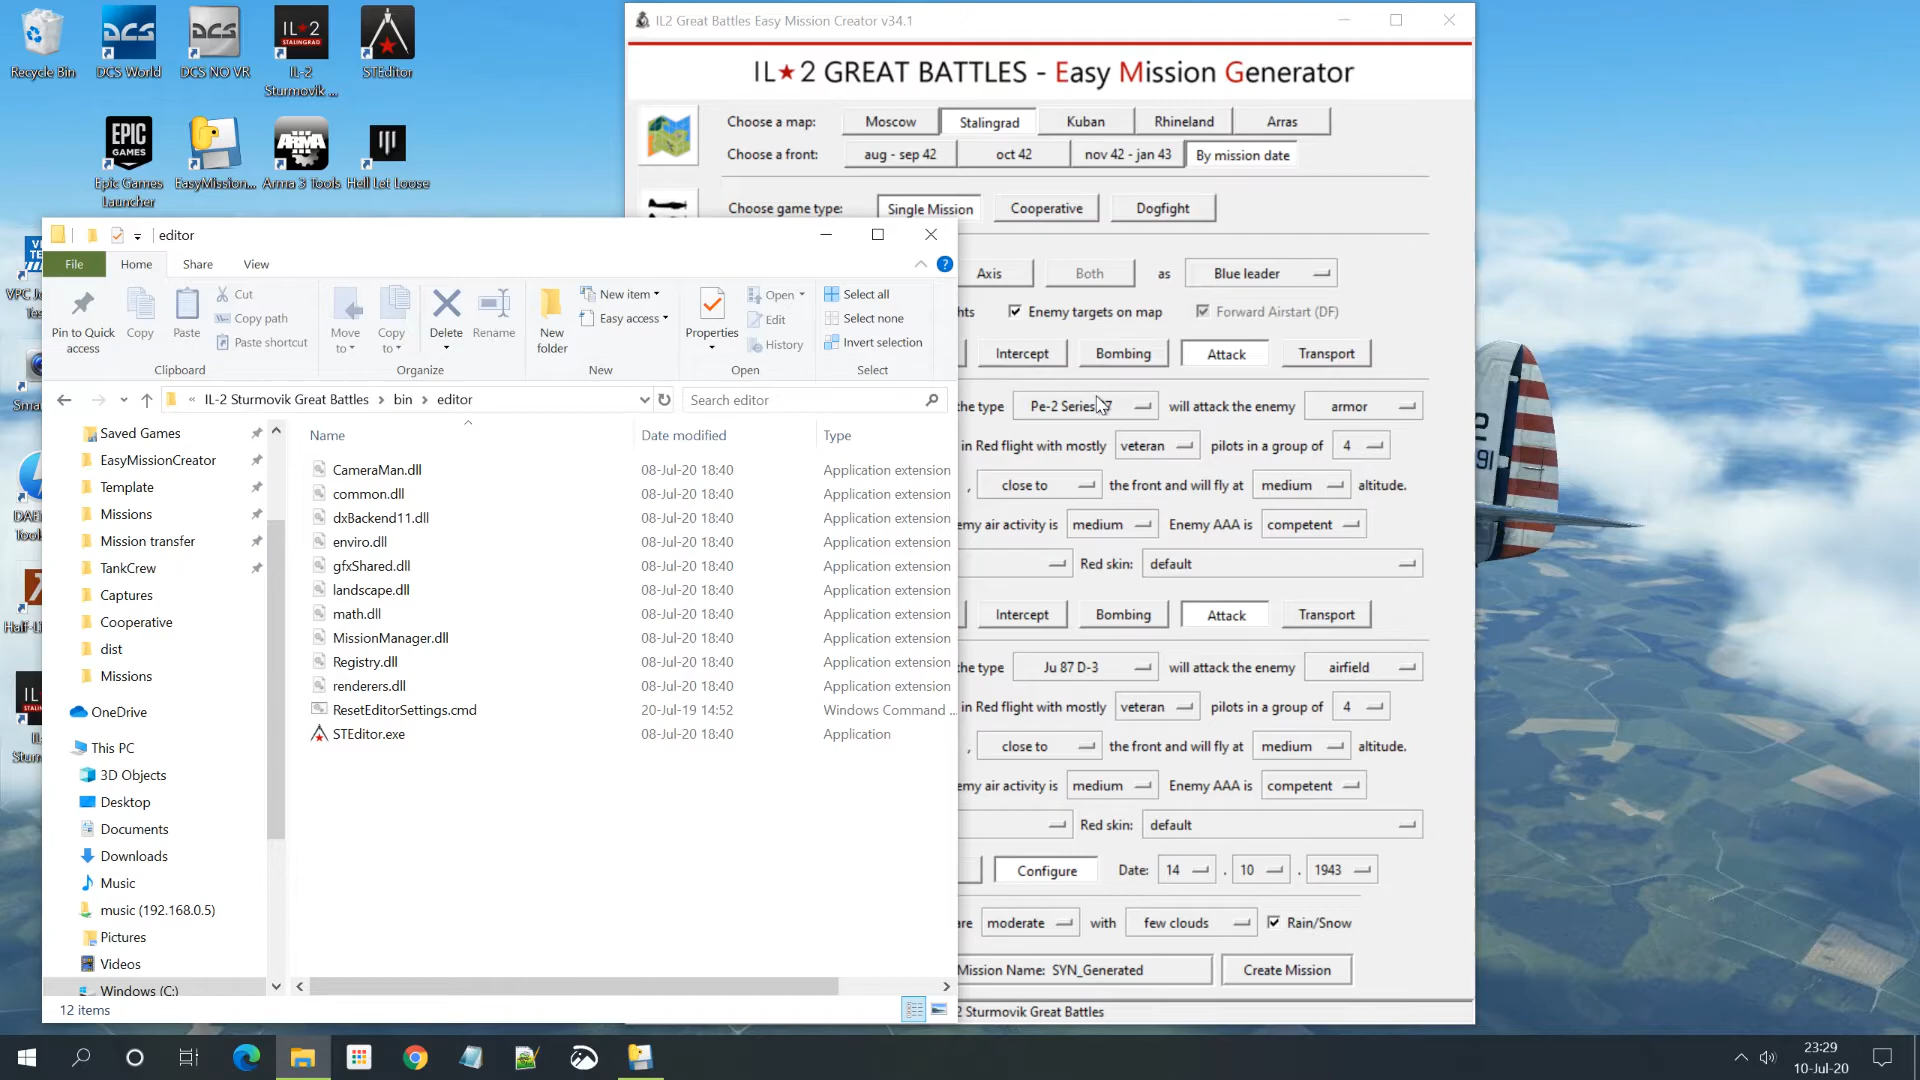 Recycle Bin
DCS World
DCS NO VR
IL-2
Sturmovik ...
STEditor
IL★2
STALINGRAD
EPIC
GAMES
Epic Games
Launcher
EasyMission...
ARMA
Arma 3 Tools
Hell Let Loose
IL2 Great Battles Easy Mission Creator v34.1
IL★2 GREAT BATTLES - Easy Mission Generator
Choose a map:
Moscow
Stalingrad
Kuban
Rhineland
Arras
Choose a front:
aug - sep 42
oct 42
nov 42 - jan 43
By mission date
Choose game type:
Single Mission
Cooperative
Dogfight
Axis
Both
as
Blue leader
Enemy targets on map
Forward Airstart (DF)
Intercept
Bombing
Attack
Transport
the type
will attack the enemy
armor
in Red flight with mostly
veteran
pilots in a group of
4
,
close to
the front and will fly at
medium
altitude.
my air activity is
medium
Enemy AAA is
competent
Red skin:
default
Intercept
Bombing
Attack
Transport
the type
Ju 87 D-3
will attack the enemy
airfield
in Red flight with mostly
veteran
pilots in a group of
4
,
close to
the front and will fly at
medium
altitude.
my air activity is
medium
Enemy AAA is
competent
Red skin:
default
Configure
Date:
14
.
10
.
1943
moderate
with
few clouds
Rain/Snow
Mission Name: SYN_Generated
Create Mission
2 Sturmovik Great Battles
editor
File
Home
Share
View
Pin to Quick
access
Copy
Paste
Cut
Copy path
Paste shortcut
Clipboard
Move
to
Copy
to
Delete
Rename
Organize
New
folder
New item
Easy access
New
Properties
Open
Edit
History
Open
Select all
Select none
Invert selection
Select
« IL-2 Sturmovik Great Battles > bin > editor
Search editor
Saved Games
EasyMissionCreator
Template
Missions
Mission transfer
TankCrew
Captures
Cooperative
dist
Missions
OneDrive
This PC
3D Objects
Desktop
Documents
Downloads
Music
music (192.168.0.5)
Pictures
Videos
Windows (C:)
Name
Date modified
Type
CameraMan.dll 08-Jul-20 18:40 Application extension
common.dll 08-Jul-20 18:40 Application extension
dxBackend11.dll 08-Jul-20 18:40 Application extension
enviro.dll 08-Jul-20 18:40 Application extension
gfxShared.dll 08-Jul-20 18:40 Application extension
landscape.dll 08-Jul-20 18:40 Application extension
math.dll 08-Jul-20 18:40 Application extension
MissionManager.dll 08-Jul-20 18:40 Application extension
Registry.dll 08-Jul-20 18:40 Application extension
renderers.dll 08-Jul-20 18:40 Application extension
ResetEditorSettings.cmd 20-Jul-19 14:52 Windows Command ...
STEditor.exe 08-Jul-20 18:40 Application
12 items
23:29
10-Jul-20